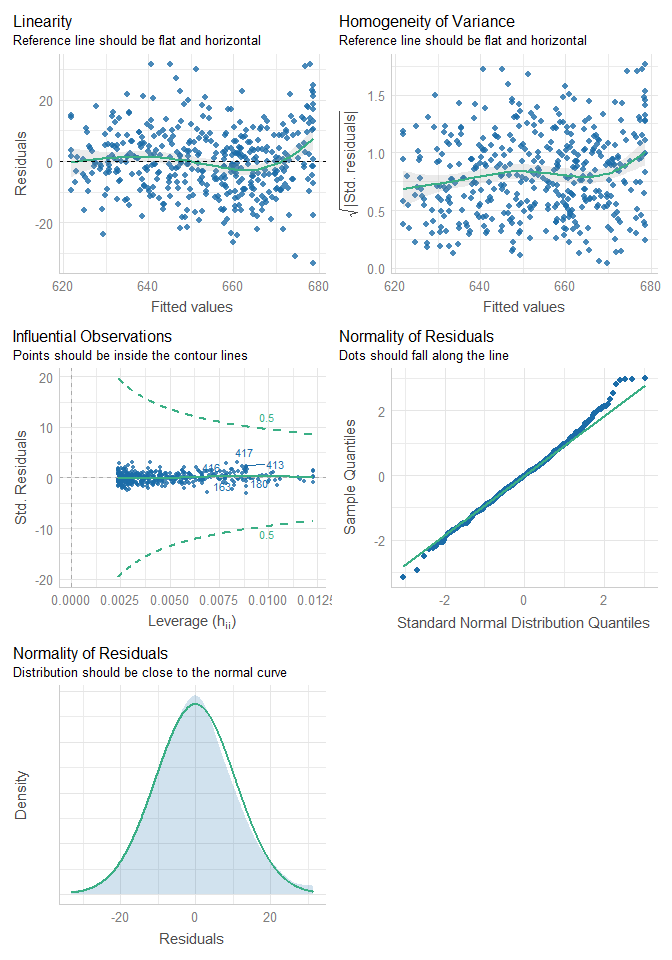 Linearity
Reference line should be flat and horizontal
Residuals
20
0
-20
620
640
660
680
Fitted values
Homogeneity of Variance
Reference line should be flat and horizontal
√|Std. residuals|
1.5
1.0
0.5
0.0
620
640
660
680
Fitted values
Influential Observations
Points should be inside the contour lines
Std. Residuals
20
10
0
-10
-20
0.5
417
416
413
163
180
0.5
0.0000
0.0025
0.0050
0.0075
0.0100
0.0125
Leverage (hii)
Normality of Residuals
Dots should fall along the line
Sample Quantiles
2
0
-2
-2
0
2
Standard Normal Distribution Quantiles
Normality of Residuals
Distribution should be close to the normal curve
Density
-20
0
20
Residuals